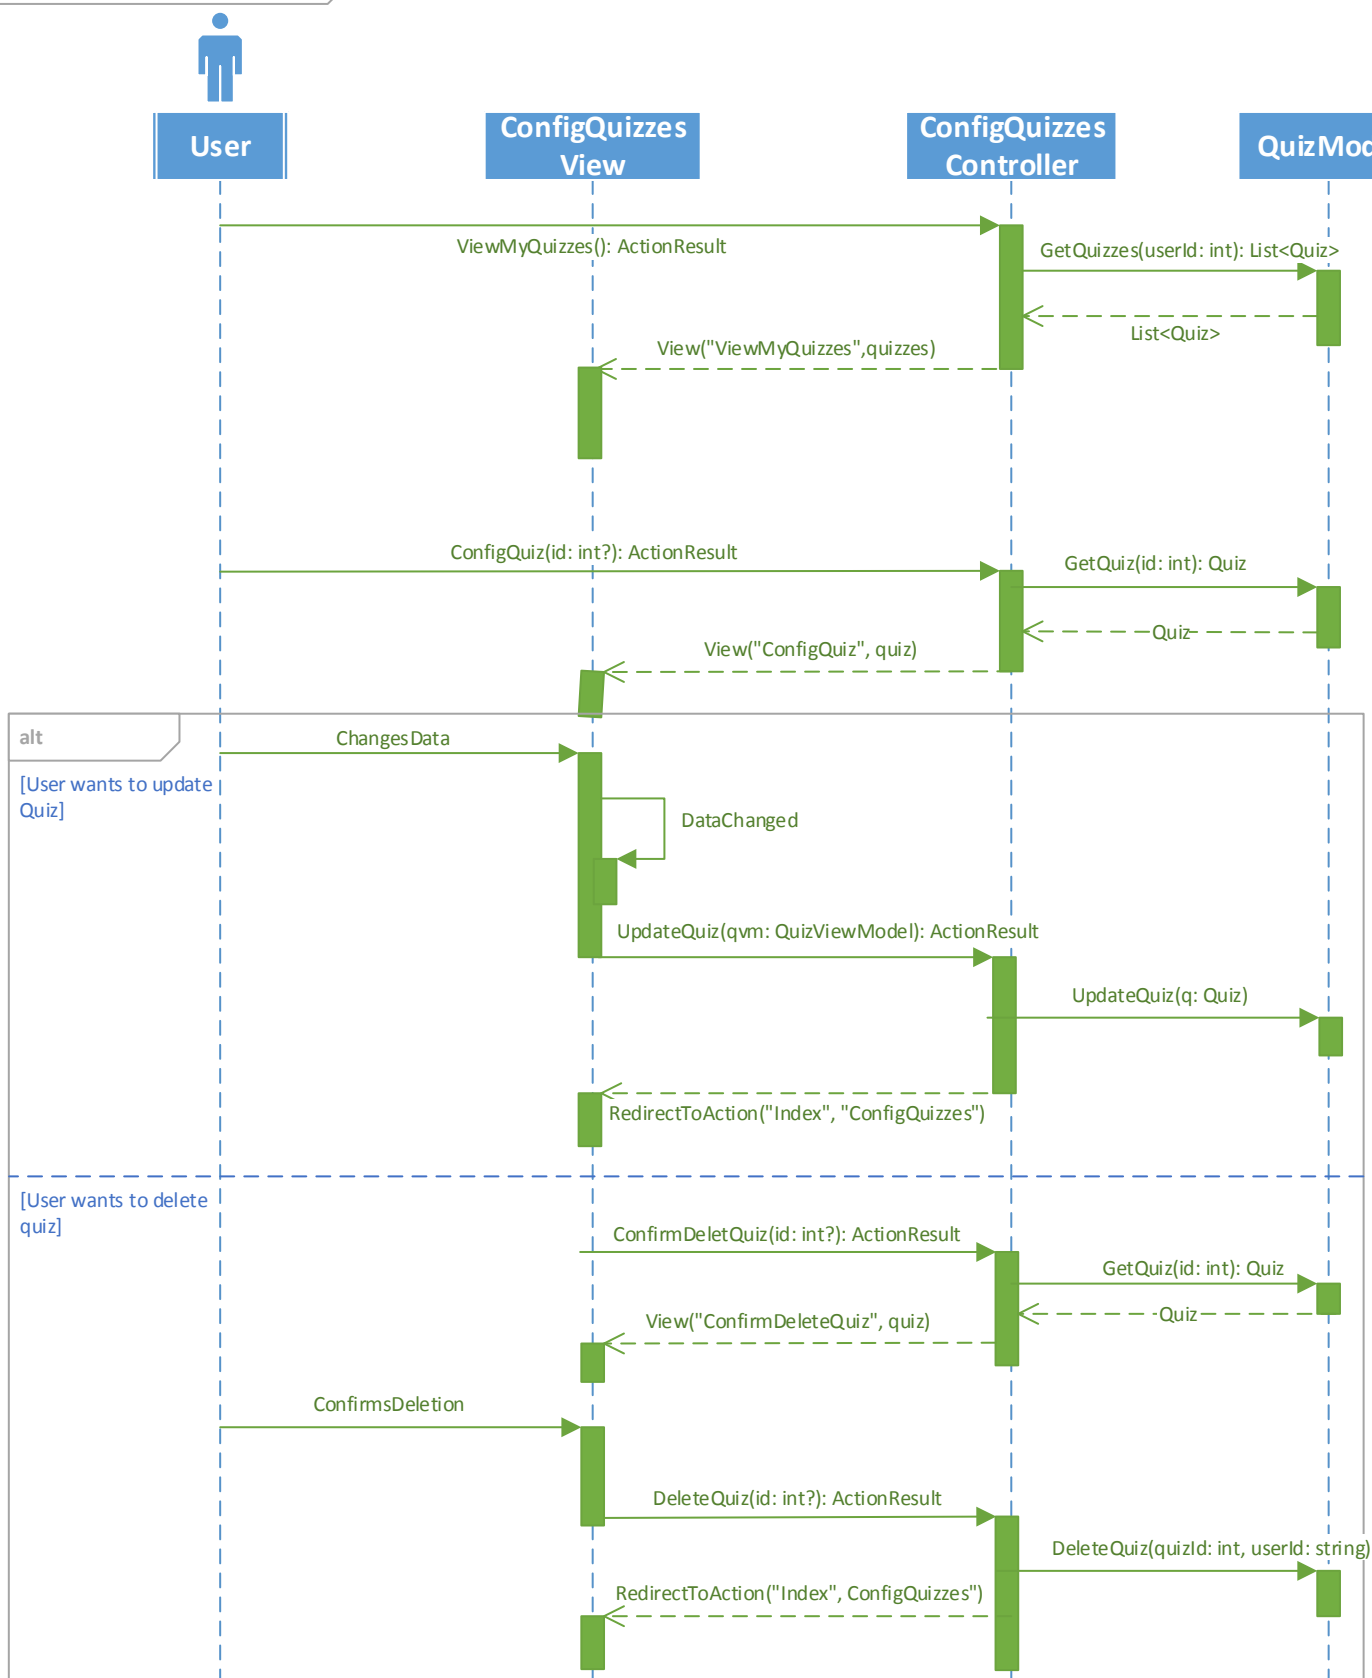 User
ConfigQuizzes
View
ConfigQuizzes
Controller
QuizMod
ViewMyQuizzes(): ActionResult
GetQuizzes(userId: int): List<Quiz>
List<Quiz>
View("ViewMyQuizzes",quizzes)
ConfigQuiz(id: int?): ActionResult
GetQuiz(id: int): Quiz
Quiz
View("ConfigQuiz", quiz)
alt
ChangesData
[User wants to update
Quiz]
DataChanged
UpdateQuiz(qvm: QuizViewModel): ActionResult
UpdateQuiz(q: Quiz)
RedirectToAction("Index", "ConfigQuizzes")
[User wants to delete
quiz]
ConfirmDeletQuiz(id: int?): ActionResult
GetQuiz(id: int): Quiz
Quiz
View("ConfirmDeleteQuiz", quiz)
ConfirmsDeletion
DeleteQuiz(id: int?): ActionResult
DeleteQuiz(quizId: int, userId: string)
RedirectToAction("Index", ConfigQuizzes")